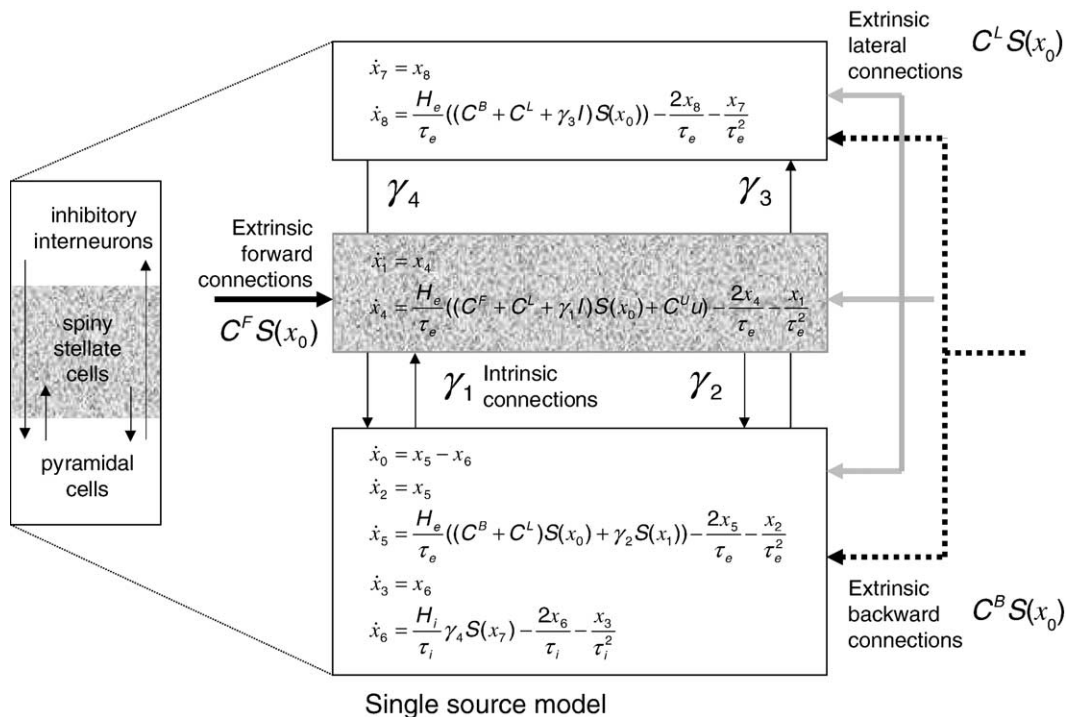 Extrinsic
lateral
connections
C^L S(x_0)
ẋ_7 = x_8
ẋ_8 = H_e/τ_e ((C^B + C^L + γ_3 I) S(x_0)) − 2x_8/τ_e − x_7/τ_e^2
γ_4
γ_3
inhibitory
interneurons
spiny
stellate
cells
pyramidal
cells
Extrinsic
forward
connections
C^F S(x_0)
ẋ_1 = x_4
ẋ_4 = H_e/τ_e ((C^F + C^L + γ_1 I) S(x_0) + C^U u) − 2x_4/τ_e − x_1/τ_e^2
γ_1
Intrinsic
connections
γ_2
ẋ_0 = x_5 − x_6
ẋ_2 = x_5
ẋ_5 = H_e/τ_e ((C^B + C^L) S(x_0) + γ_2 S(x_1)) − 2x_5/τ_e − x_2/τ_e^2
ẋ_3 = x_6
ẋ_6 = H_i/τ_i γ_4 S(x_7) − 2x_6/τ_i − x_3/τ_i^2
Extrinsic
backward
connections
C^B S(x_0)
Single source model